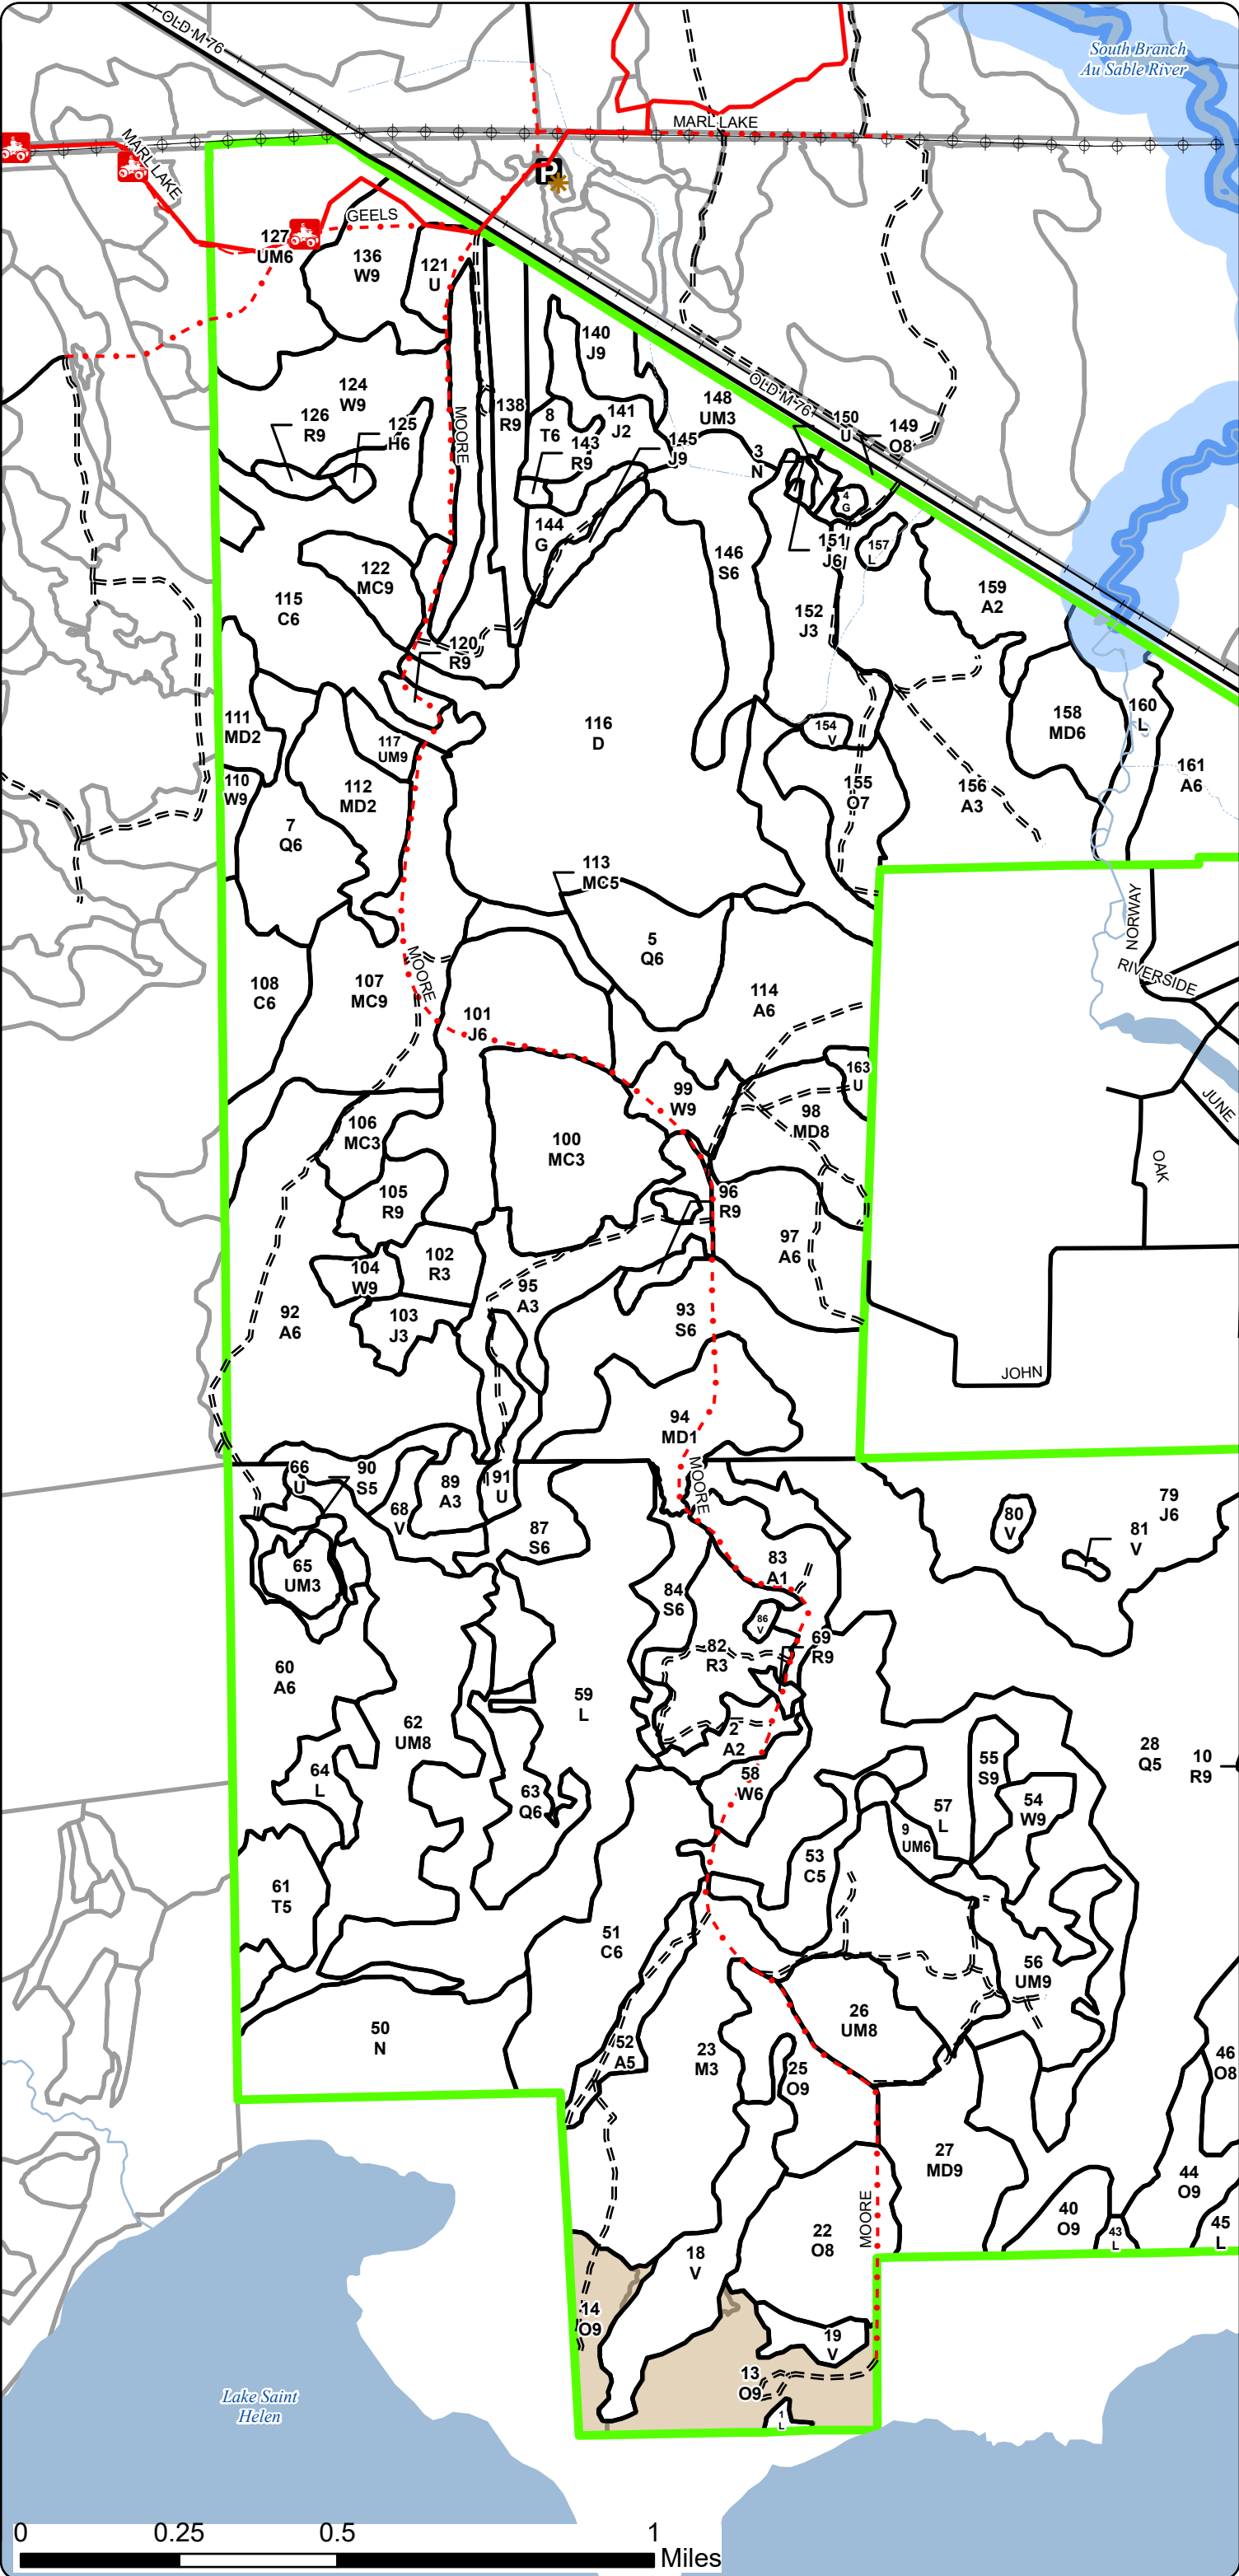 OLD M-76
South Branch
Au Sable River
MARL LAKE
MARL LAKE
P
GEELS
127
UM6
136
W9
121
U
140
J9
OLD M-76
124
W9
126
R9
125
H6
MOORE
138
R9
8
T6
141
J2
143
R9
145
J9
148
UM3
3
N
150
U
149
O8
4
G
144
G
146
S6
151
J6
157
L
122
MC9
115
C6
152
J3
159
A2
120
R9
111
MD2
117
UM9
116
D
154
V
158
MD6
160
L
161
A6
110
W9
112
MD2
155
O7
156
A3
7
Q6
113
MC5
5
Q6
NORWAY
RIVERSIDE
108
C6
107
MC9
MOORE
101
J6
114
A6
163
U
99
W9
98
MD8
JUNE
106
MC3
100
MC3
OAK
105
R9
96
R9
97
A6
102
R3
104
W9
95
A3
92
A6
103
J3
93
S6
JOHN
94
MD1
MOORE
66
U
90
S5
89
A3
91
U
68
V
87
S6
80
V
79
J6
81
V
65
UM3
83
A1
84
S6
86
V
82
R3
69
R9
60
A6
59
L
62
UM8
2
A2
58
W6
28
Q5
10
R9
55
S9
54
W9
57
L
64
L
63
Q6
9
UM6
53
C5
61
T5
51
C6
56
UM9
50
N
52
A5
23
M3
26
UM8
25
O9
46
O8
27
MD9
44
O9
40
O9
43
L
45
L
22
O8
MOORE
18
V
14
O9
19
V
13
O9
1
L
Lake Saint
Helen
0 0.25 0.5 1
Miles